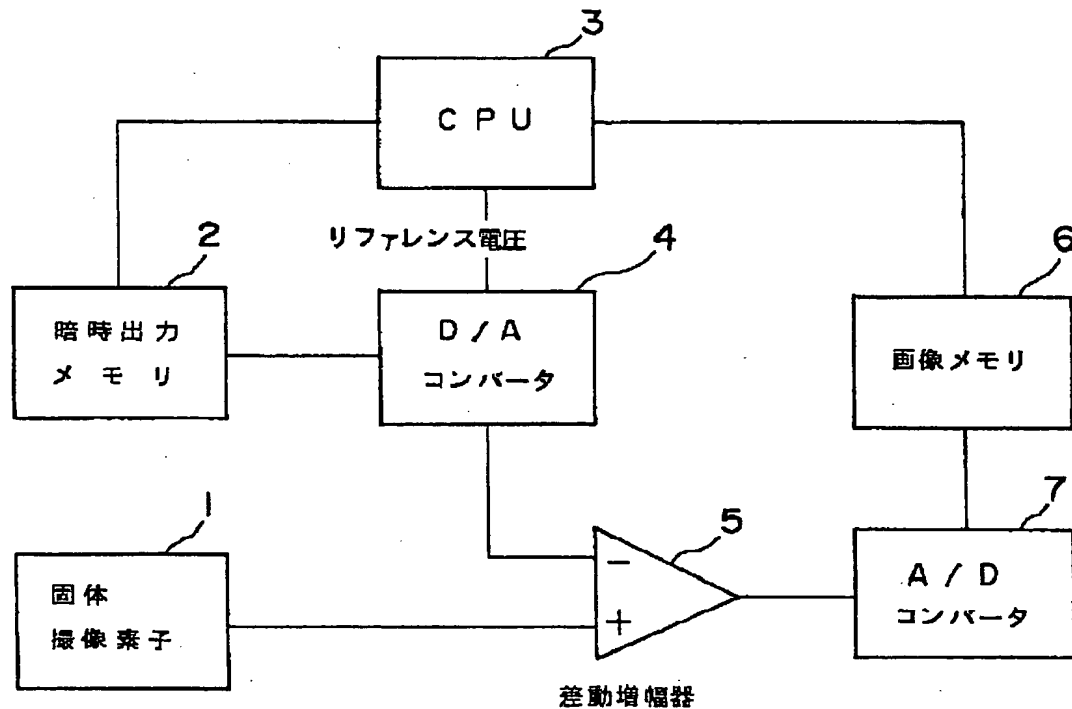 3
CPU
リファレンス電圧
2
4
6
暗時出力
メモリ
D/A
コンバータ
画像メモリ
1
5
7
固体
撮像素子
−
+
A/D
コンバータ
差動増幅器